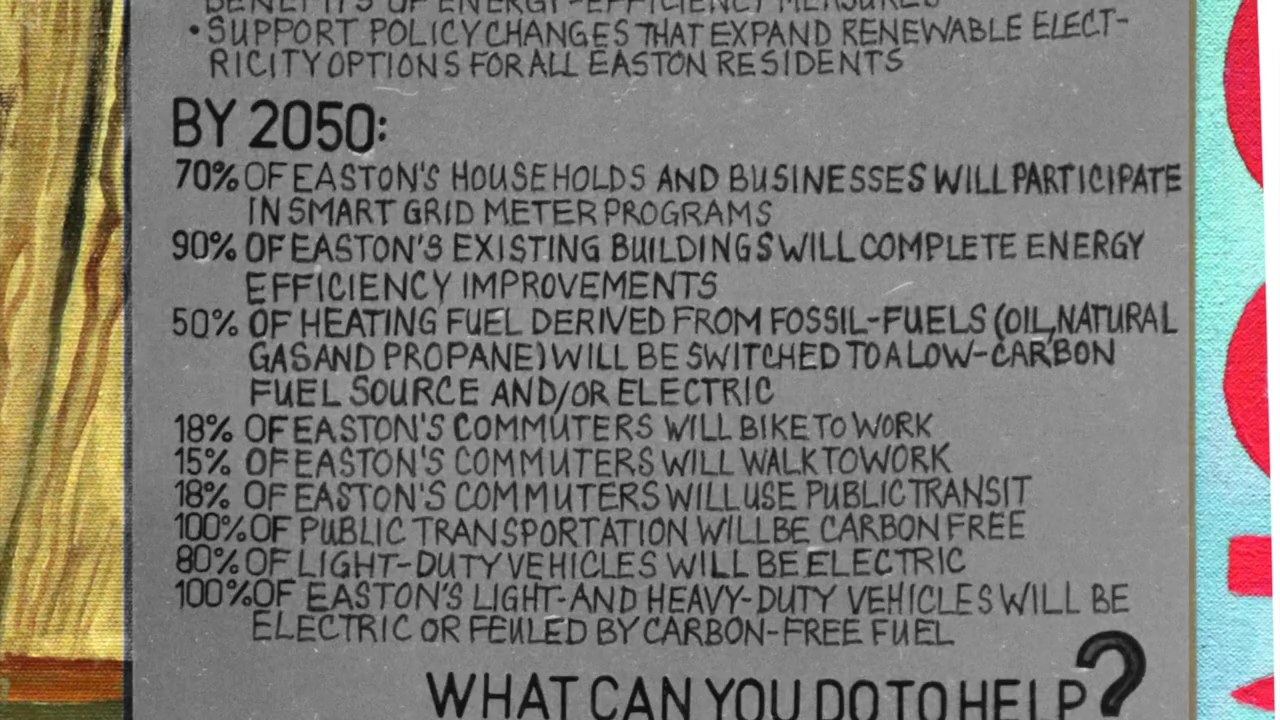 BENEFITS OF ENERGY-EFFICIENCY MEASURES
• SUPPORT POLICY CHANGES THAT EXPAND RENEWABLE ELECT-
RICITY OPTIONS FOR ALL EASTON RESIDENTS
BY 2050:
70% OF EASTON'S HOUSEHOLDS AND BUSINESSES WILL PARTICIPATE
IN SMART GRID METER PROGRAMS
90% OF EASTON'S EXISTING BUILDINGS WILL COMPLETE ENERGY
EFFICIENCY IMPROVEMENTS
50% OF HEATING FUEL DERIVED FROM FOSSIL-FUELS (OIL, NATURAL
GAS AND PROPANE) WILL BE SWITCHED TO A LOW-CARBON
FUEL SOURCE AND/OR ELECTRIC
18% OF EASTON'S COMMUTERS WILL BIKE TO WORK
15% OF EASTON'S COMMUTERS WILL WALK TO WORK
18% OF EASTON'S COMMUTERS WILL USE PUBLIC TRANSIT
100% OF PUBLIC TRANSPORTATION WILL BE CARBON FREE
80% OF LIGHT-DUTY VEHICLES WILL BE ELECTRIC
100% OF EASTON'S LIGHT-AND HEAVY-DUTY VEHICLES WILL BE
ELECTRIC OR FEULED BY CARBON-FREE FUEL
WHAT CAN YOU DO TO HELP?